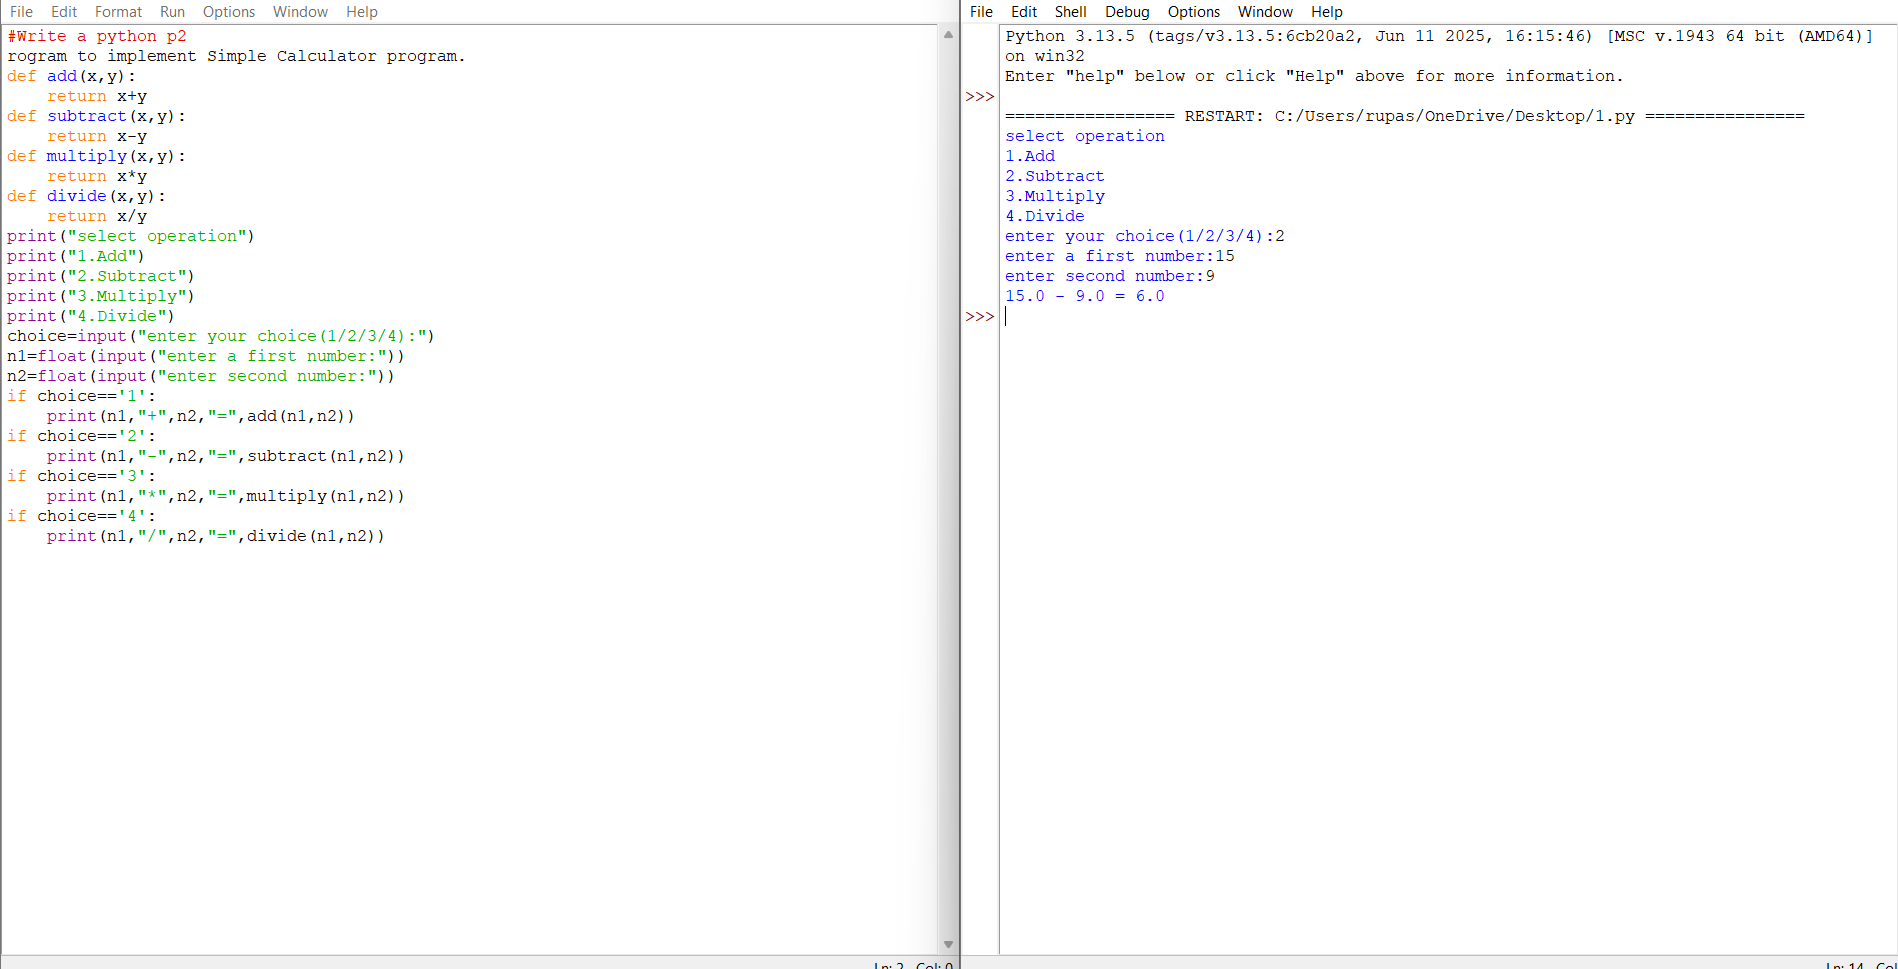 File Edit Format Run Options Window Help
#Write a python p2
rogram to implement Simple Calculator program.
def add(x,y):
    return x+y
def subtract(x,y):
    return x-y
def multiply(x,y):
    return x*y
def divide(x,y):
    return x/y
print("select operation")
print("1.Add")
print("2.Subtract")
print("3.Multiply")
print("4.Divide")
choice=input("enter your choice(1/2/3/4):")
n1=float(input("enter a first number:"))
n2=float(input("enter second number:"))
if choice=='1':
    print(n1,"+",n2,"=",add(n1,n2))
if choice=='2':
    print(n1,"-",n2,"=",subtract(n1,n2))
if choice=='3':
    print(n1,"*",n2,"=",multiply(n1,n2))
if choice=='4':
    print(n1,"/",n2,"=",divide(n1,n2))
Ln: 2 Col: 0
File Edit Shell Debug Options Window Help
Python 3.13.5 (tags/v3.13.5:6cb20a2, Jun 11 2025, 16:15:46) [MSC v.1943 64 bit (AMD64)]
on win32
Enter "help" below or click "Help" above for more information.
>>>
================= RESTART: C:/Users/rupas/OneDrive/Desktop/1.py ================
select operation
1.Add
2.Subtract
3.Multiply
4.Divide
enter your choice(1/2/3/4):2
enter a first number:15
enter second number:9
15.0 - 9.0 = 6.0
>>>
Ln: 14 Col